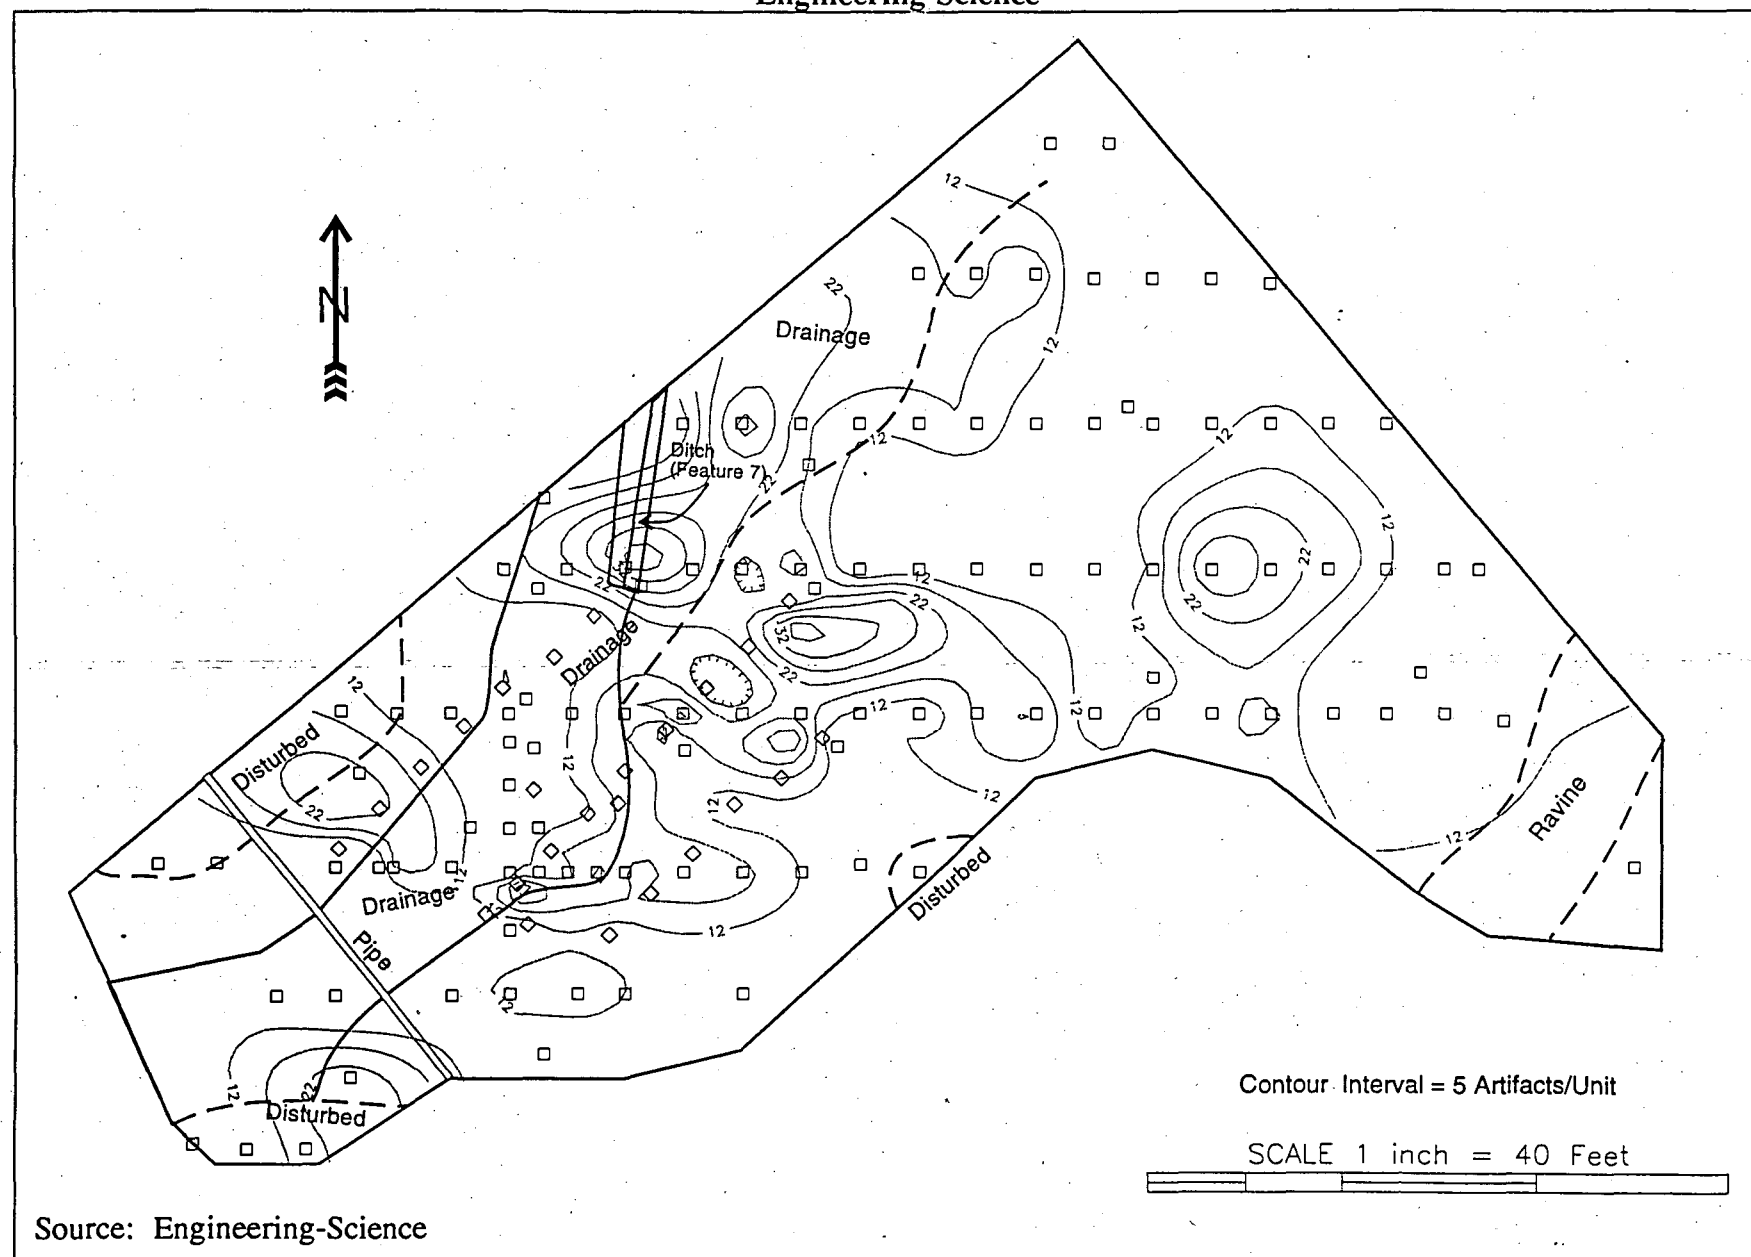 Engineering-Science
12
22
Drainage
12
12
12
Ditch
(Feature 7)
22
12
22
22
12
22
32
22
12
Drainage
32
22
12
12
12
Disturbed
12
22
12
12
12
Ravine
12
Drainage
Disturbed
12
Pipe
12
12
22
Disturbed
Contour Interval = 5 Artifacts/Unit
SCALE 1 inch = 40 Feet
N
Source: Engineering-Science